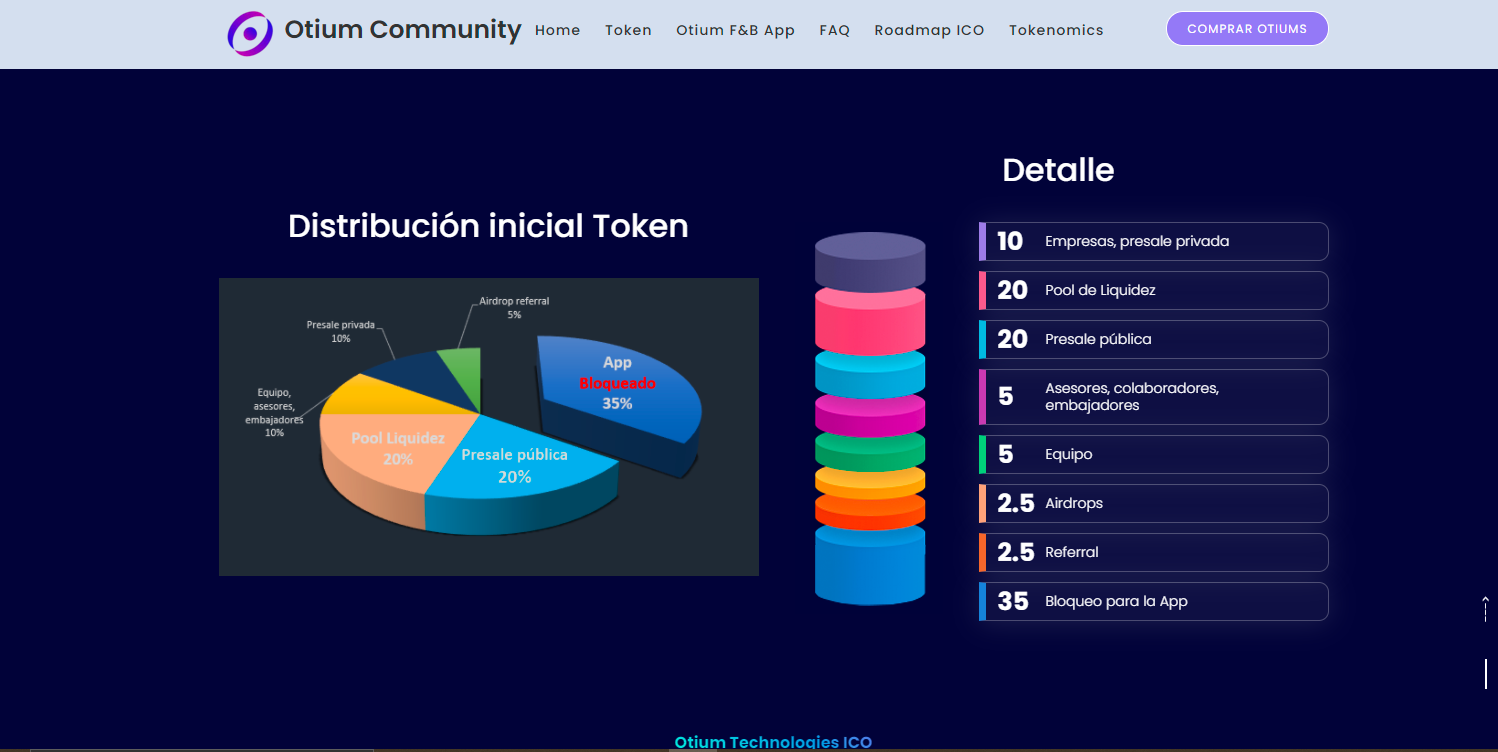 Otium Community
Home
Token
Otium F&B App
FAQ
Roadmap ICO
Tokenomics
COMPRAR OTIUMS
Distribución inicial Token
Airdrop referral
5%
Presale privada
10%
App
Bloqueado
35%
Equipo,
asesores,
embajadores
10%
Pool Liquidez
20%
Presale pública
20%
Detalle
10 Empresas, presale privada
20 Pool de Liquidez
20 Presale pública
5 Asesores, colaboradores,
embajadores
5 Equipo
2.5 Airdrops
2.5 Referral
35 Bloqueo para la App
Otium Technologies ICO